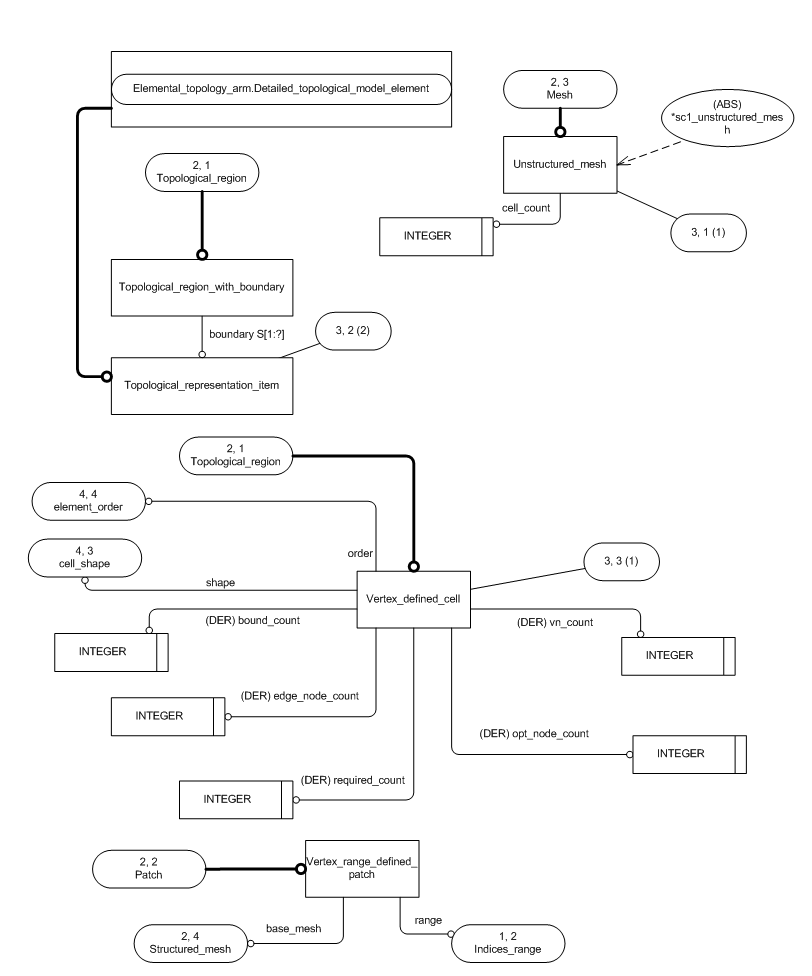 Elemental_topology_arm.Detailed_topological_model_element
2, 3
Mesh
(ABS)
*sc1_unstructured_mes
h
Unstructured_mesh
2, 1
Topological_region
cell_count
INTEGER
3, 1 (1)
Topological_region_with_boundary
boundary S[1:?]
3, 2 (2)
Topological_representation_item
2, 1
Topological_region
4, 4
element_order
order
4, 3
cell_shape
shape
3, 3 (1)
Vertex_defined_cell
(DER) bound_count
(DER) vn_count
INTEGER
INTEGER
(DER) edge_node_count
INTEGER
(DER) opt_node_count
INTEGER
(DER) required_count
INTEGER
2, 2
Patch
Vertex_range_defined_
patch
base_mesh
range
2, 4
Structured_mesh
1, 2
Indices_range